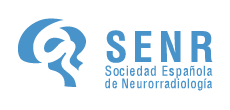 SENR
Sociedad Española
de Neurorradiología